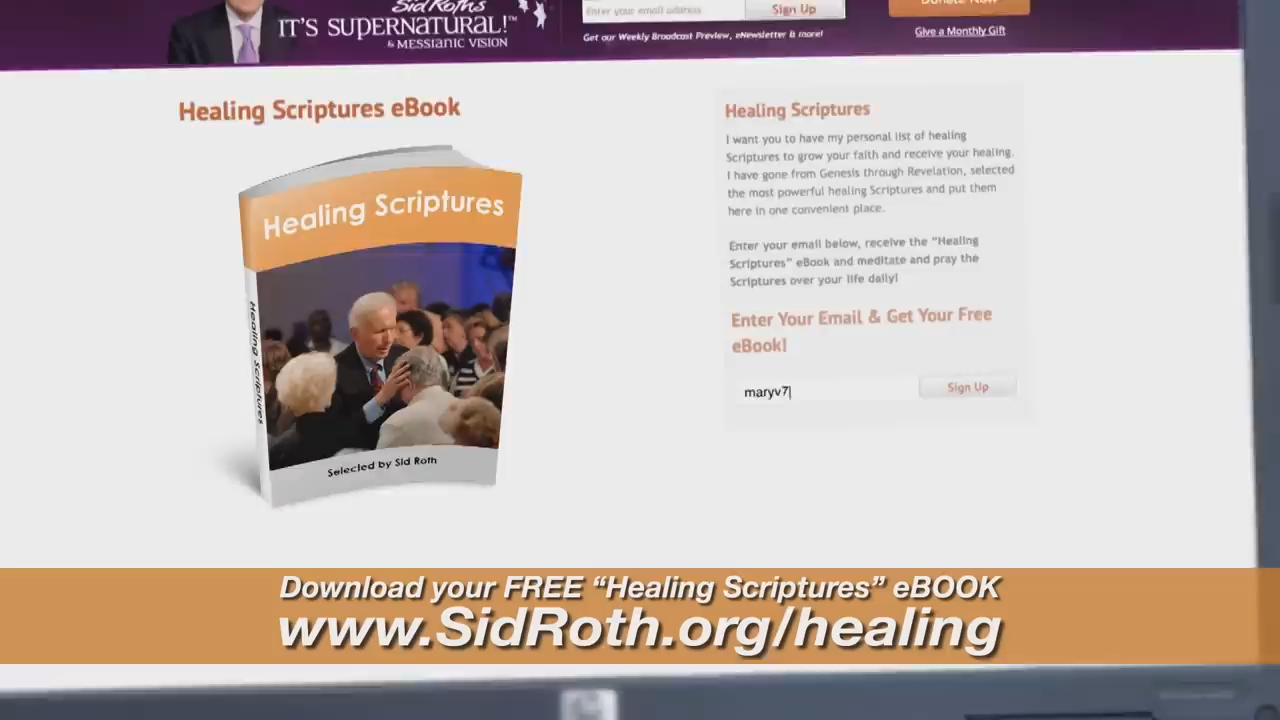 Sid Roth's
IT'S SUPERNATURAL!™
& MESSIANIC VISION
Enter your email address
Sign Up
Get our Weekly Broadcast Preview, eNewsletter & more!
Donate Now
Give a Monthly Gift
Healing Scriptures eBook
Healing Scriptures
Healing Scriptures
Selected by Sid Roth
Healing Scriptures
I want you to have my personal list of healing
Scriptures to grow your faith and receive your healing.
I have gone from Genesis through Revelation, selected
the most powerful healing Scriptures and put them
here in one convenient place.
Enter your email below, receive the "Healing
Scriptures" eBook and meditate and pray the
Scriptures over your life daily!
Enter Your Email & Get Your Free
eBook!
maryv7
Sign Up
Download your FREE “Healing Scriptures” eBOOK
www.SidRoth.org/healing